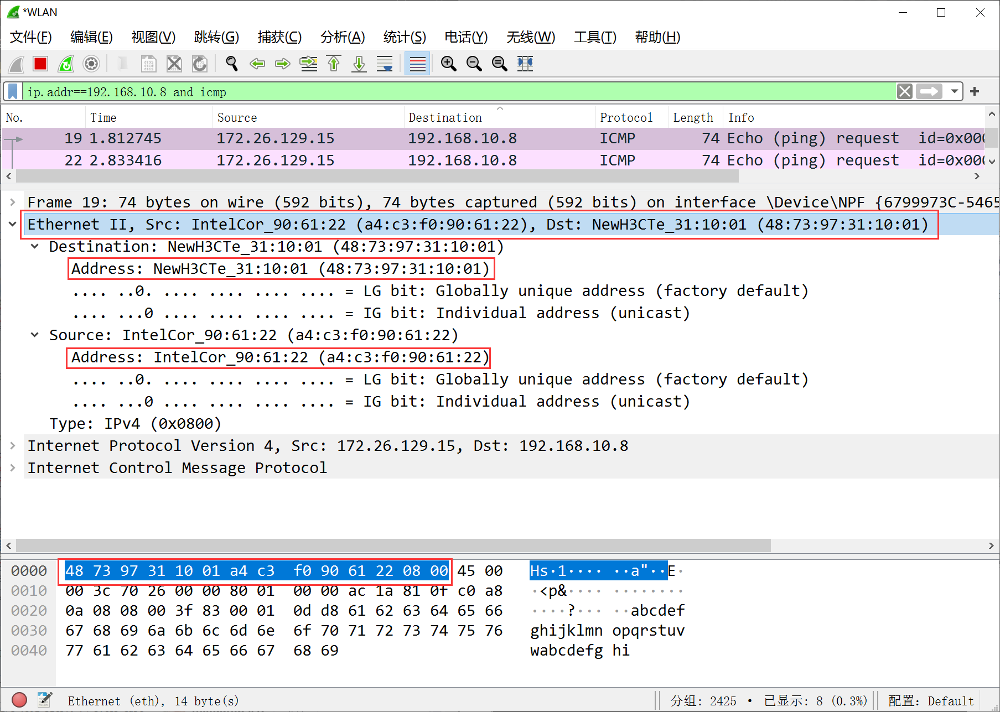 *WLAN
文件(F) 编辑(E) 视图(V) 跳转(G) 捕获(C) 分析(A) 统计(S) 电话(Y) 无线(W) 工具(T) 帮助(H)
ip.addr==192.168.10.8 and icmp
No. Time Source Destination Protocol Length Info
19 1.812745 172.26.129.15 192.168.10.8 ICMP 74 Echo (ping) request id=0x000
22 2.833416 172.26.129.15 192.168.10.8 ICMP 74 Echo (ping) request id=0x000
Frame 19: 74 bytes on wire (592 bits), 74 bytes captured (592 bits) on interface \Device\NPF_{6799973C-5465
Ethernet II, Src: IntelCor_90:61:22 (a4:c3:f0:90:61:22), Dst: NewH3CTe_31:10:01 (48:73:97:31:10:01)
Destination: NewH3CTe_31:10:01 (48:73:97:31:10:01)
Address: NewH3CTe_31:10:01 (48:73:97:31:10:01)
.... ..0. .... .... .... .... = LG bit: Globally unique address (factory default)
.... ...0 .... .... .... .... = IG bit: Individual address (unicast)
Source: IntelCor_90:61:22 (a4:c3:f0:90:61:22)
Address: IntelCor_90:61:22 (a4:c3:f0:90:61:22)
.... ..0. .... .... .... .... = LG bit: Globally unique address (factory default)
.... ...0 .... .... .... .... = IG bit: Individual address (unicast)
Type: IPv4 (0x0800)
Internet Protocol Version 4, Src: 172.26.129.15, Dst: 192.168.10.8
Internet Control Message Protocol
0000 48 73 97 31 10 01 a4 c3 f0 90 61 22 08 00 45 00 Hs·1···· ··a"··E·
0010 00 3c 70 26 00 00 80 01 00 00 ac 1a 81 0f c0 a8 ·<p&···· ········
0020 0a 08 08 00 3f 83 00 01 0d d8 61 62 63 64 65 66 ····?··· ··abcdef
0030 67 68 69 6a 6b 6c 6d 6e 6f 70 71 72 73 74 75 76 ghijklmn opqrstuv
0040 77 61 62 63 64 65 66 67 68 69 wabcdefg hi
Ethernet (eth), 14 byte(s) 分组: 2425 · 已显示: 8 (0.3%) 配置: Default